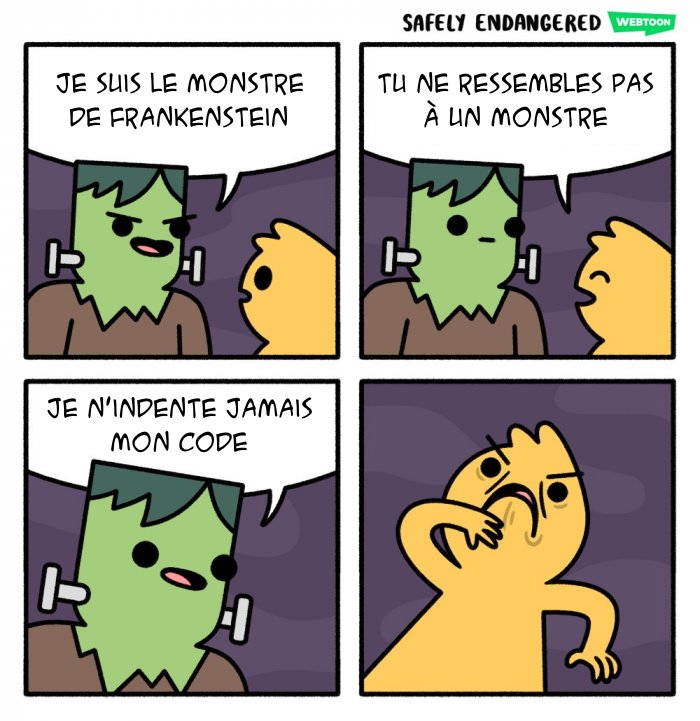 SAFELY ENDANGERED WEBTOON
JE SUIS LE MONSTRE
DE FRANKENSTEIN
TU NE RESSEMBLES PAS
À UN MONSTRE
JE N'INDENTE JAMAIS
MON CODE